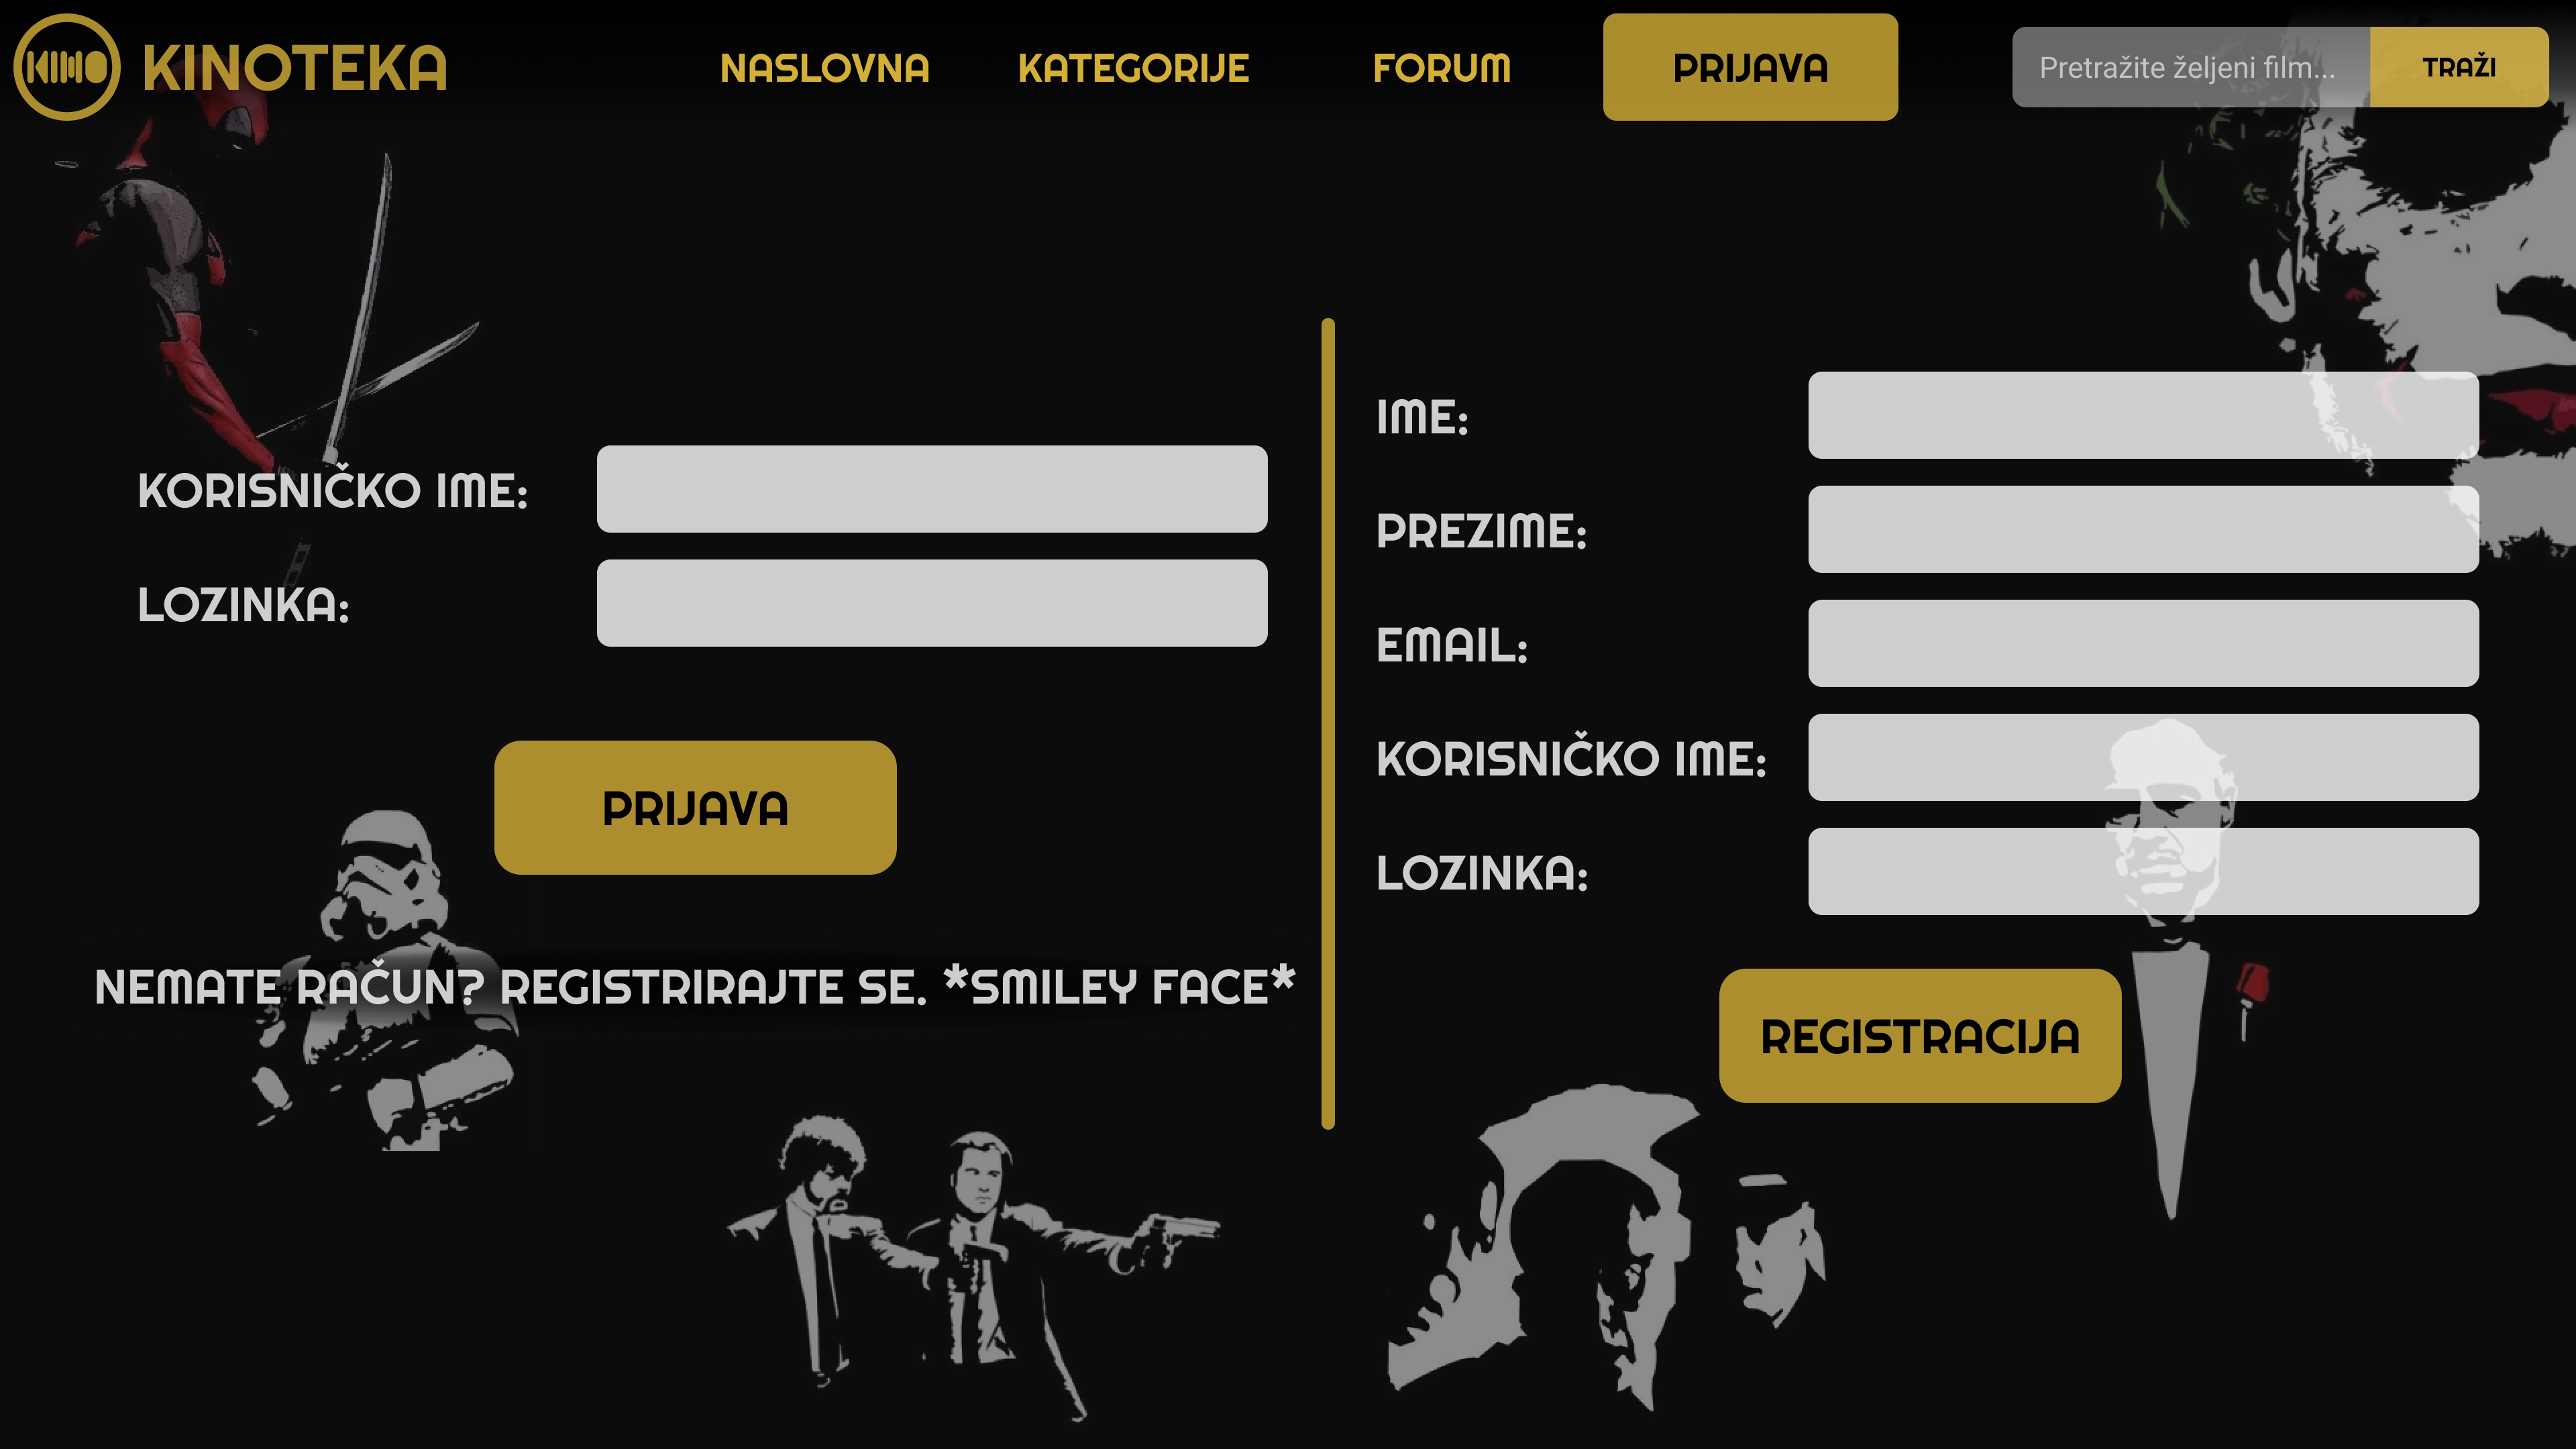 KINO KINOTEKA NASLOVNA KATEGORIJE FORUM PRIJAVA Pretražite željeni film... TRAŽI
KORISNIČKO IME:
LOZINKA:
PRIJAVA
NEMATE RAČUN? REGISTRIRAJTE SE. *SMILEY FACE*
IME:
PREZIME:
EMAIL:
KORISNIČKO IME:
LOZINKA:
REGISTRACIJA